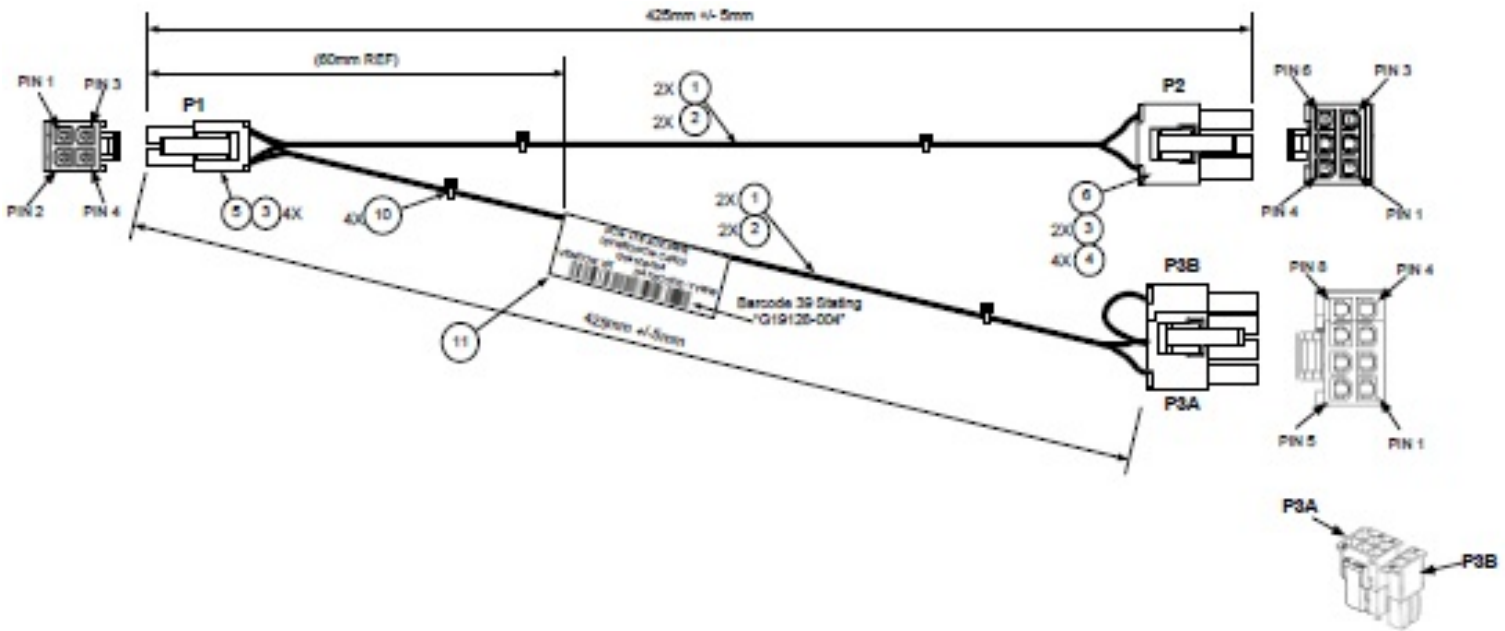 425mm +/- 5mm
(60mm REF)
PIN 1
PIN 3
PIN 2
PIN 4
P1
5
3
4X
4X
10
2X
1
2X
2
P2
PIN 6
PIN 3
PIN 4
PIN 1
6
2X
3
4X
4
2X
1
2X
2
11
Barcode 39 Stating
"G19128-004"
425mm +/-5mm
P3B
P3A
PIN 8
PIN 4
PIN 5
PIN 1
P3A
P3B